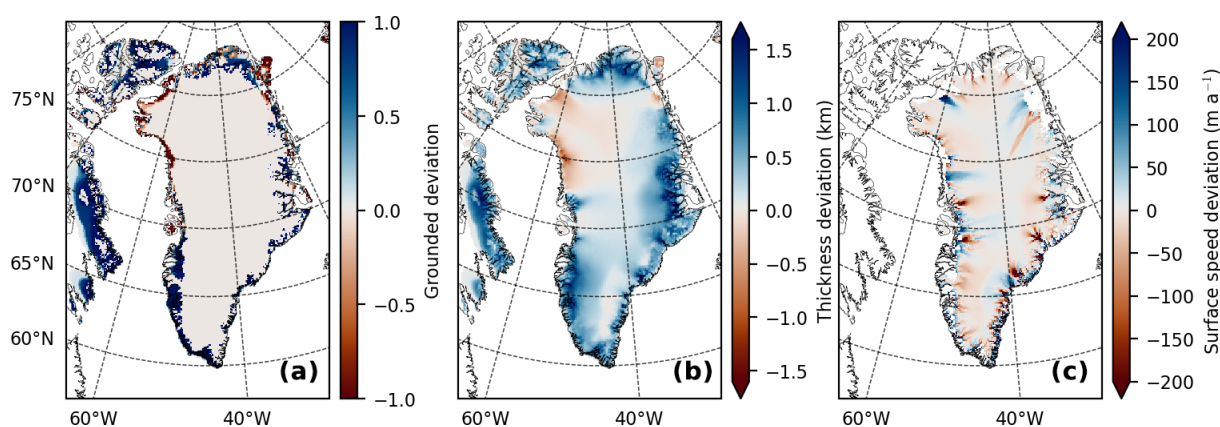 75°N
70°N
65°N
60°N
60°W
40°W
(a)
1.0
0.5
0.0
−0.5
−1.0
Grounded deviation
60°W
40°W
(b)
1.5
1.0
0.5
0.0
−0.5
−1.0
−1.5
Thickness deviation (km)
60°W
40°W
(c)
200
150
100
50
0
−50
−100
−150
−200
Surface speed deviation (m a⁻¹)